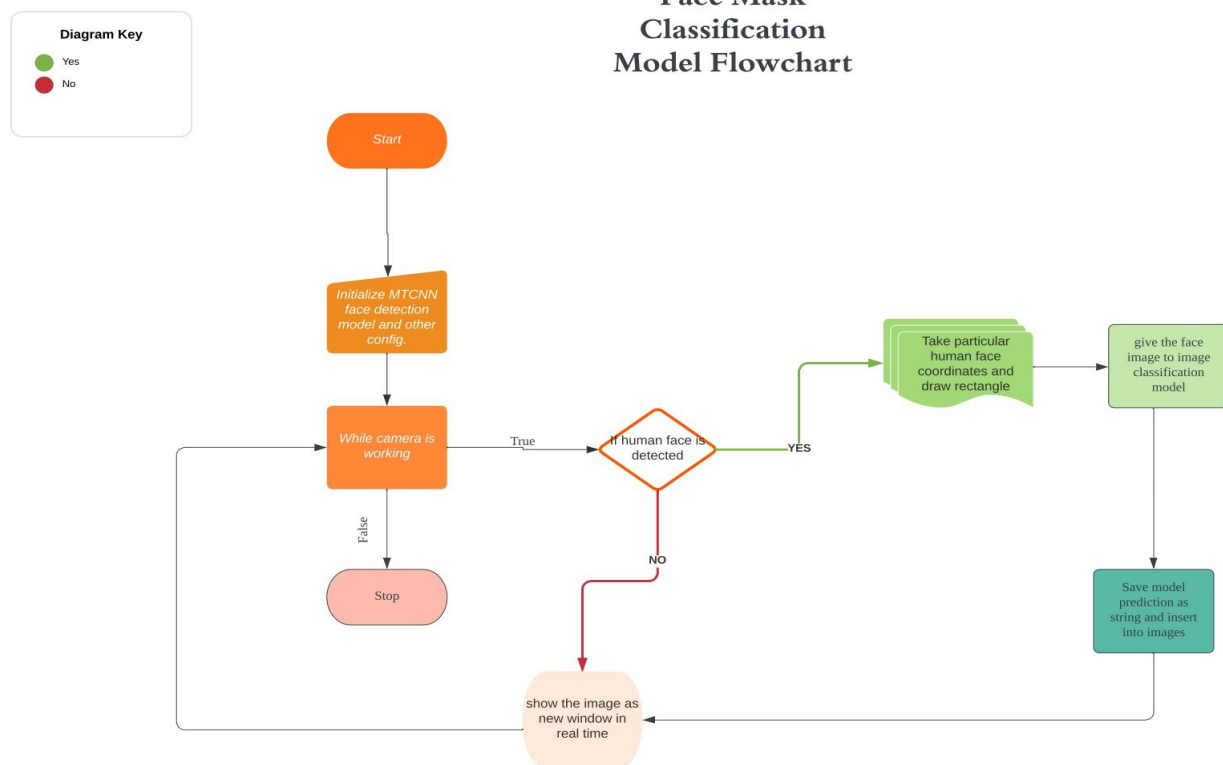 Face Mask
Classification
Model Flowchart
Diagram Key
Yes
No
Start
Initialize MTCNN
face detection
model and other
config.
While camera is
working
True
False
Stop
If human face is
detected
YES
NO
Take particular
human face
coordinates and
draw rectangle
give the face
image to image
classification
model
Save model
prediction as
string and insert
into images
show the image as
new window in
real time